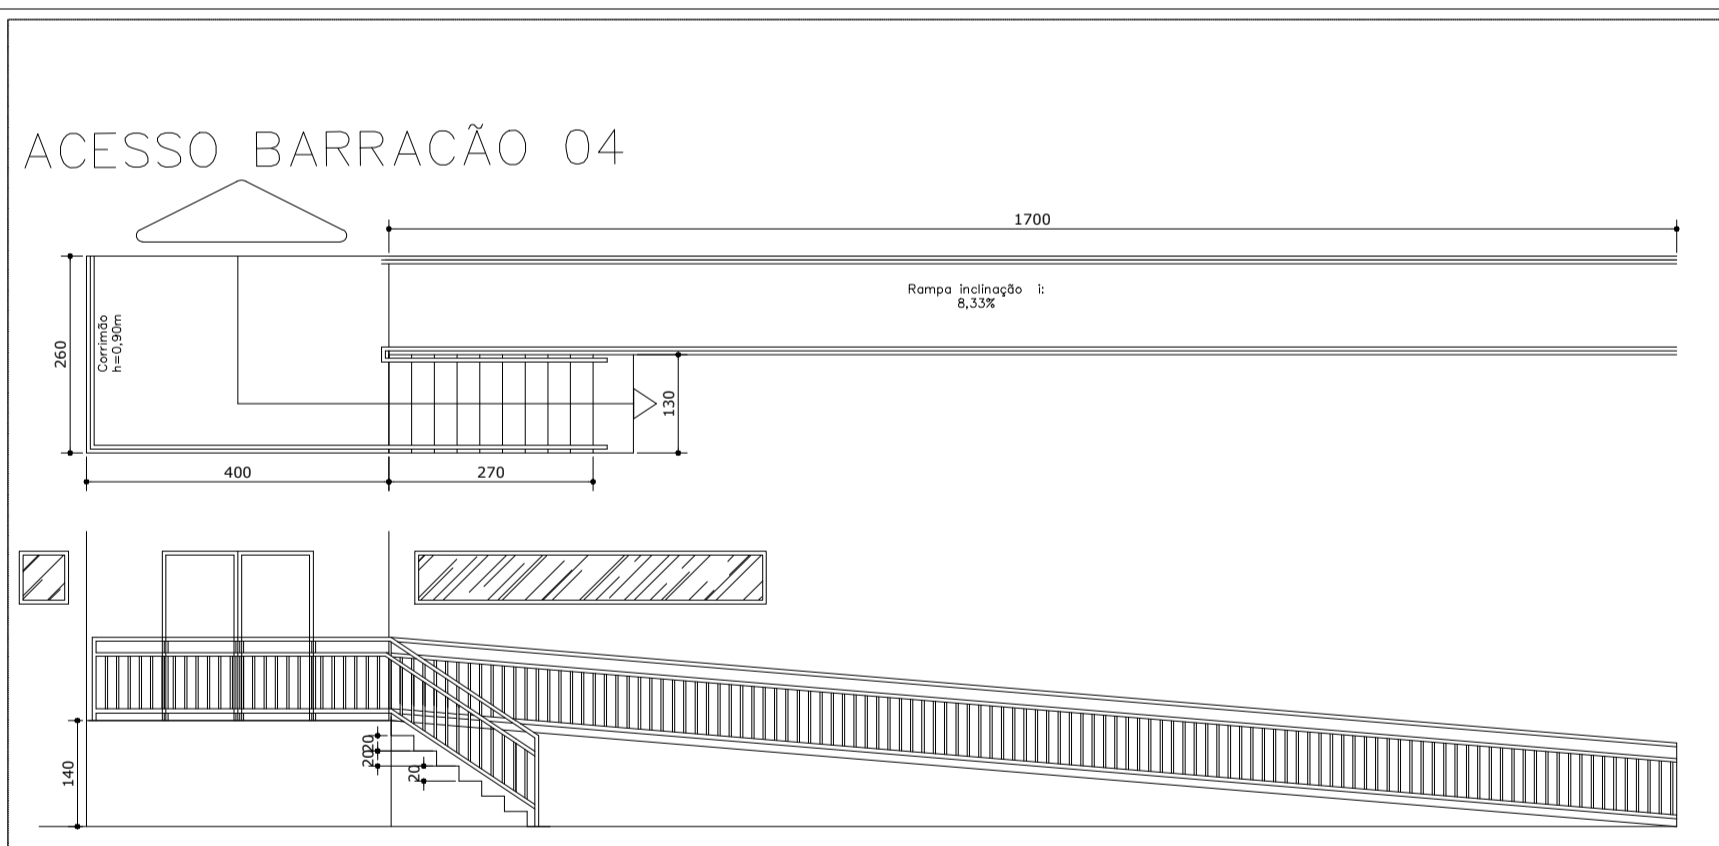 ACESSO BARRACÃO 04
1700
Rampa inclinação i:
8,33%
Corrimão
h=0,90m
260
130
400
270
20
20
20
140